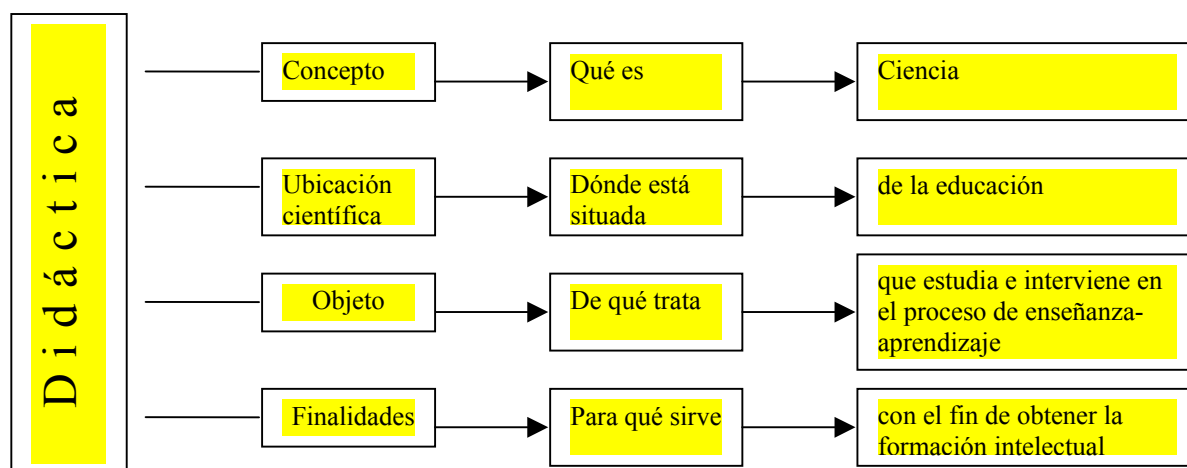 Didáctica
Concepto
Qué es
Ciencia
Ubicación
científica
Dónde está
situada
de la educación
Objeto
De qué trata
que estudia e interviene en
el proceso de enseñanza-
aprendizaje
Finalidades
Para qué sirve
con el fin de obtener la
formación intelectual